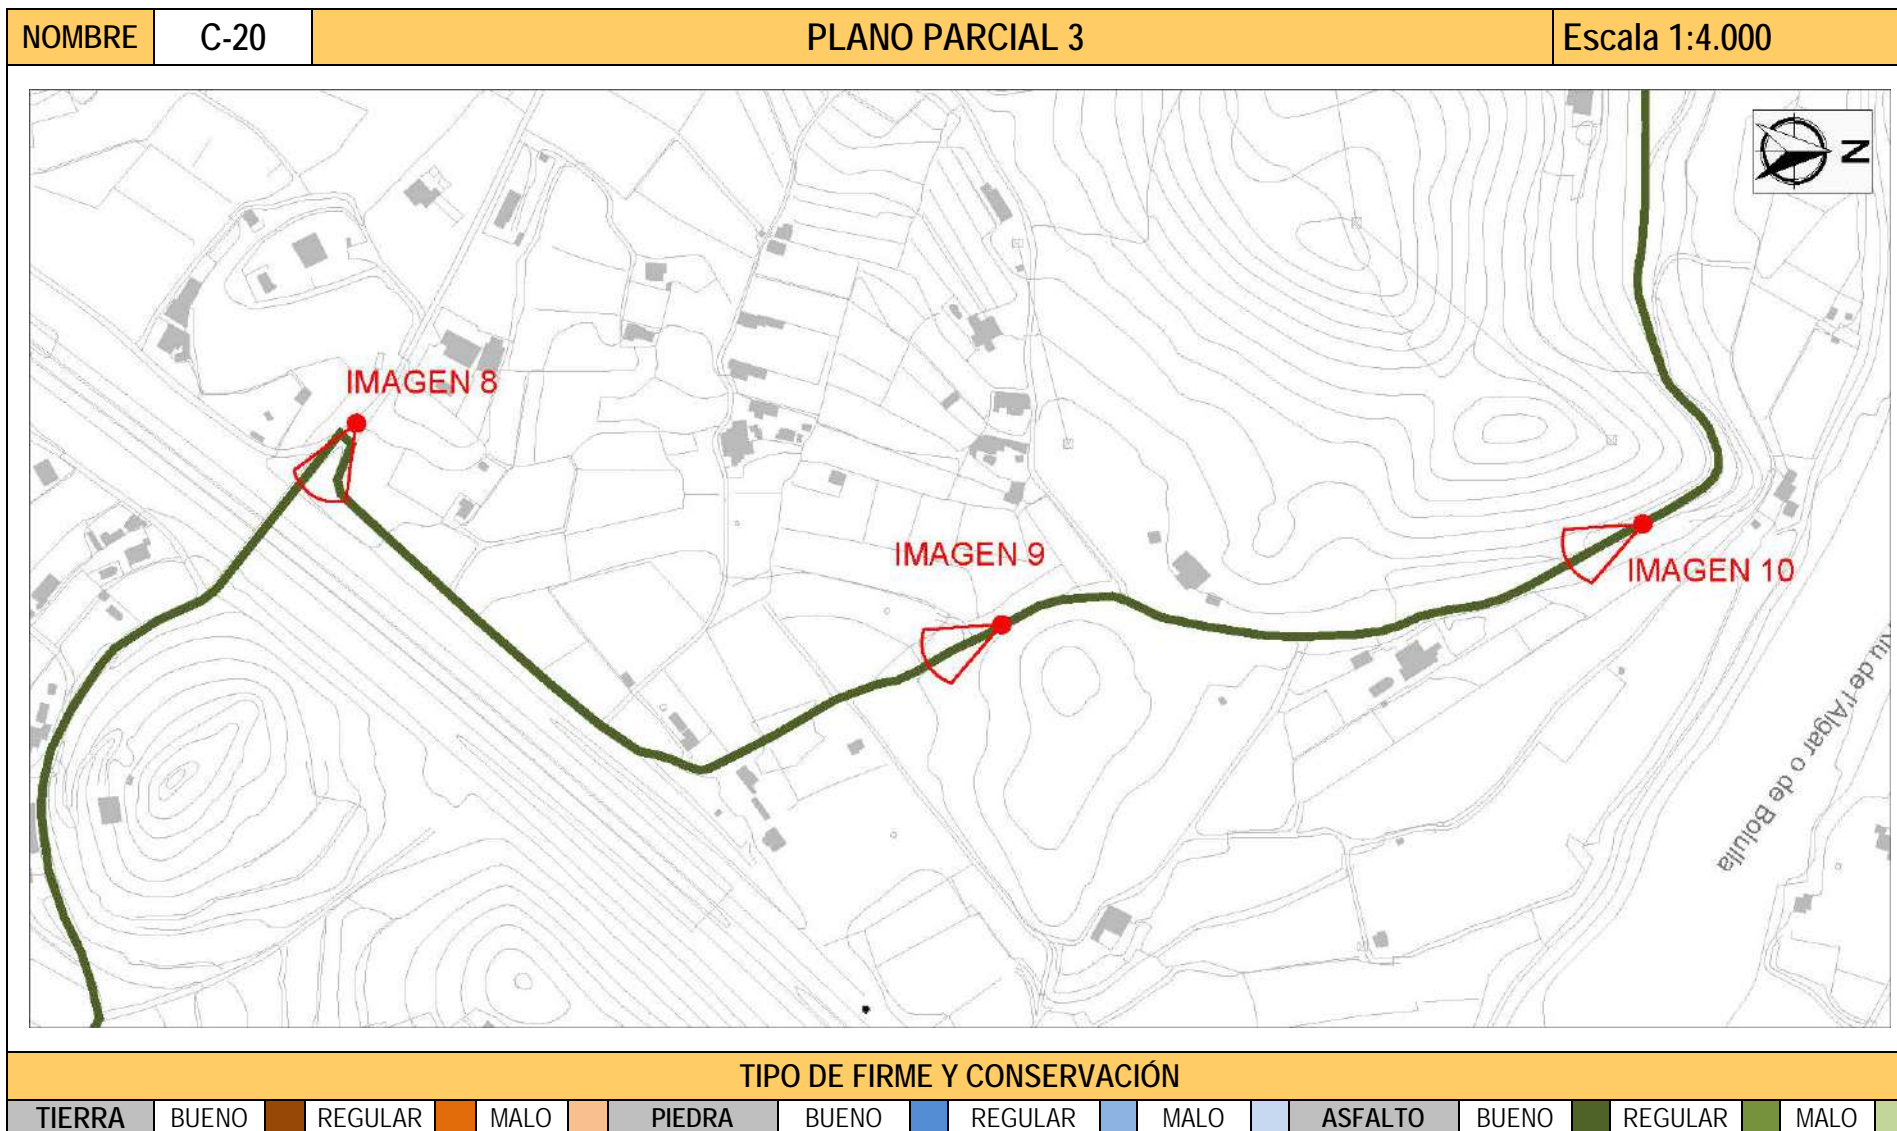 NOMBRE C-20 PLANO PARCIAL 3 Escala 1:4.000
N
IMAGEN 8
IMAGEN 9
IMAGEN 10
de l'Algar o de Bolulla
TIPO DE FIRME Y CONSERVACIÓN
TIERRA BUENO REGULAR MALO PIEDRA BUENO REGULAR MALO ASFALTO BUENO REGULAR MALO